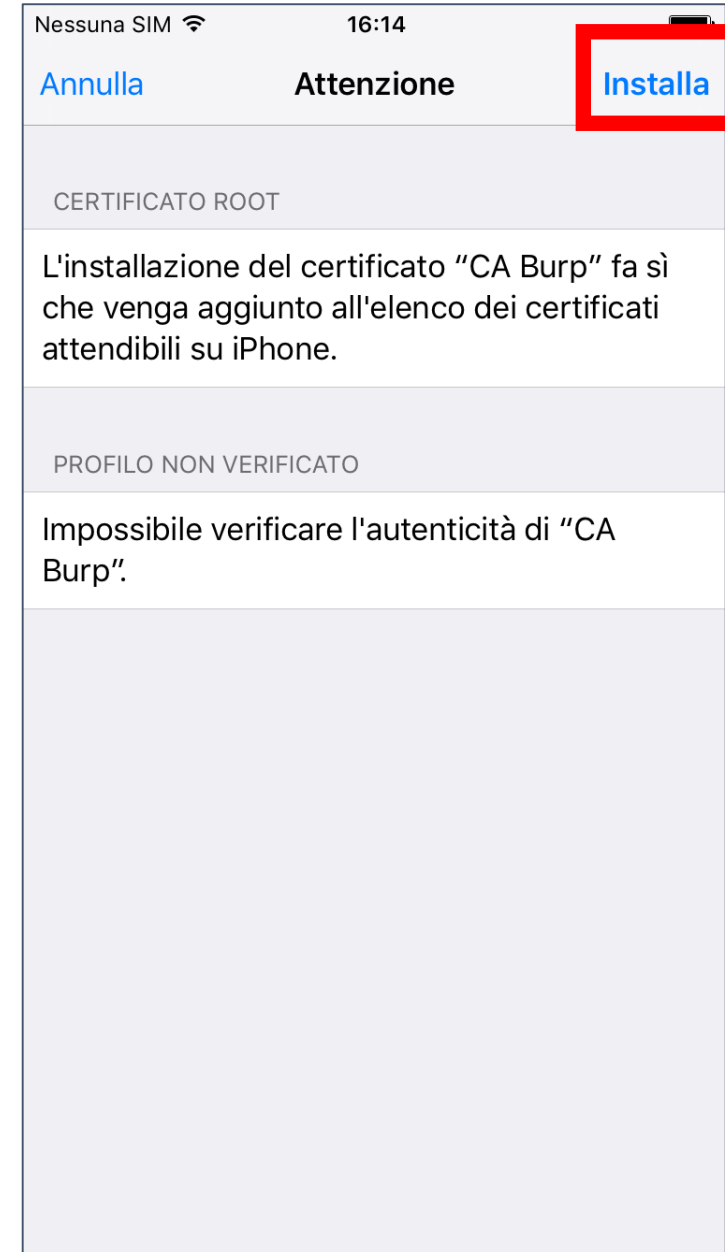 Nessuna SIM 16:14
Annulla Attenzione Installa
CERTIFICATO ROOT
L'installazione del certificato “CA Burp” fa sì
che venga aggiunto all'elenco dei certificati
attendibili su iPhone.
PROFILO NON VERIFICATO
Impossibile verificare l'autenticità di “CA
Burp”.